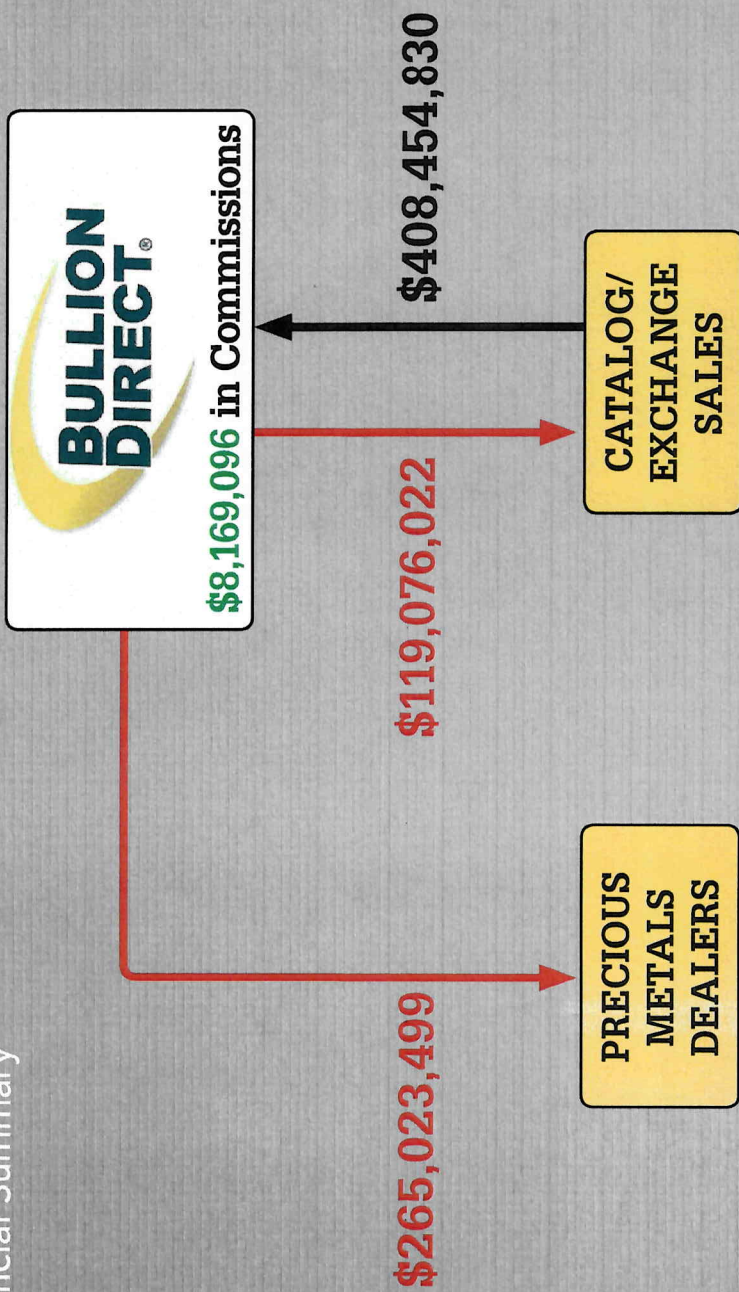 Summary
BULLION
DIRECT®
$8,169,096 in Commissions
$265,023,499
$119,076,022
$408,454,830
PRECIOUS
METALS
DEALERS
CATALOG/
EXCHANGE
SALES